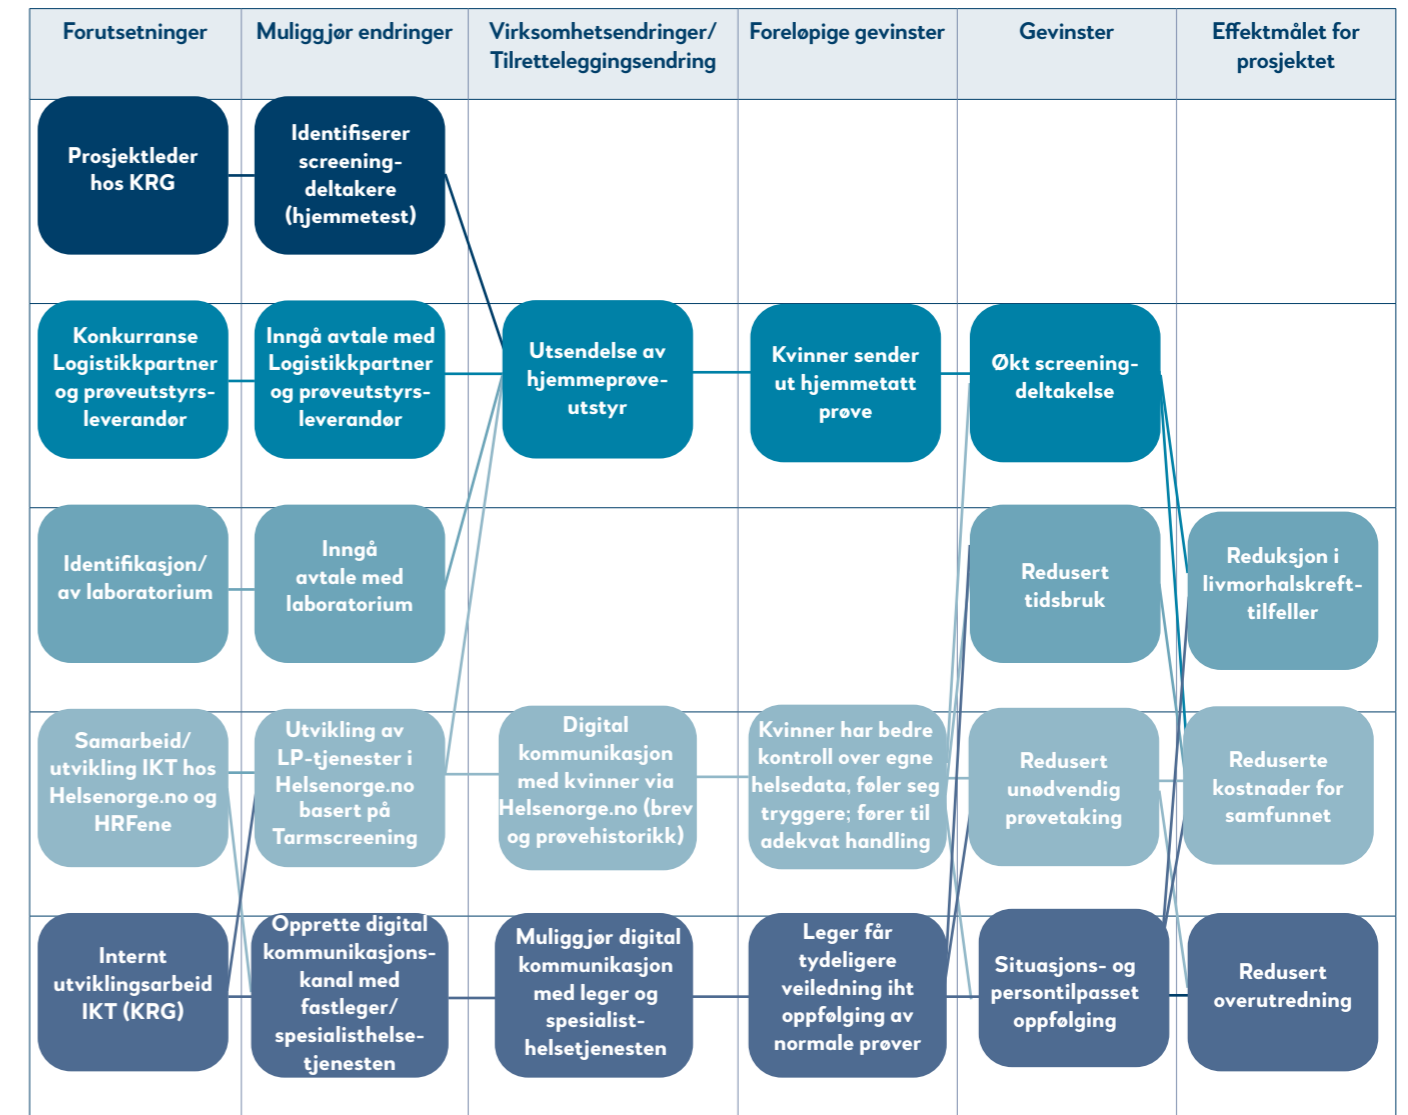 Forutsetninger
Muliggjør endringer
Virksomhetsendringer/
Tilretteleggingsendring
Foreløpige gevinster
Gevinster
Effektmålet for
prosjektet
Prosjektleder
hos KRG
Identifiserer
screening-
deltakere
(hjemmetest)
Konkurranse
Logistikkpartner
og prøveutstyrs-
leverandør
Inngå avtale med
Logistikkpartner
og prøveutstyrs-
leverandør
Utsendelse av
hjemmeprøve-
utstyr
Kvinner sender
ut hjemmetatt
prøve
Økt screening-
deltakelse
Identifikasjon/
av laboratorium
Inngå
avtale med
laboratorium
Redusert
tidsbruk
Reduksjon i
livmorhalskreft-
tilfeller
Samarbeid/
utvikling IKT hos
Helsenorge.no og
HRFene
Utvikling av
LP-tjenester i
Helsenorge.no
basert på
Tarmscreening
Digital
kommunikasjon
med kvinner via
Helsenorge.no (brev
og prøvehistorikk)
Kvinner har bedre
kontroll over egne
helsedata, føler seg
tryggere; fører til
adekvat handling
Redusert
unødvendig
prøvetaking
Reduserte
kostnader for
samfunnet
Internt
utviklingsarbeid
IKT (KRG)
Opprette digital
kommunikasjons-
kanal med
fastleger/
spesialisthelse-
tjenesten
Muliggjør digital
kommunikasjon
med leger og
spesialist-
helsetjenesten
Leger får
tydeligere
veiledning iht
oppfølging av
normale prøver
Situasjons- og
persontilpasset
oppfølging
Redusert
overutredning